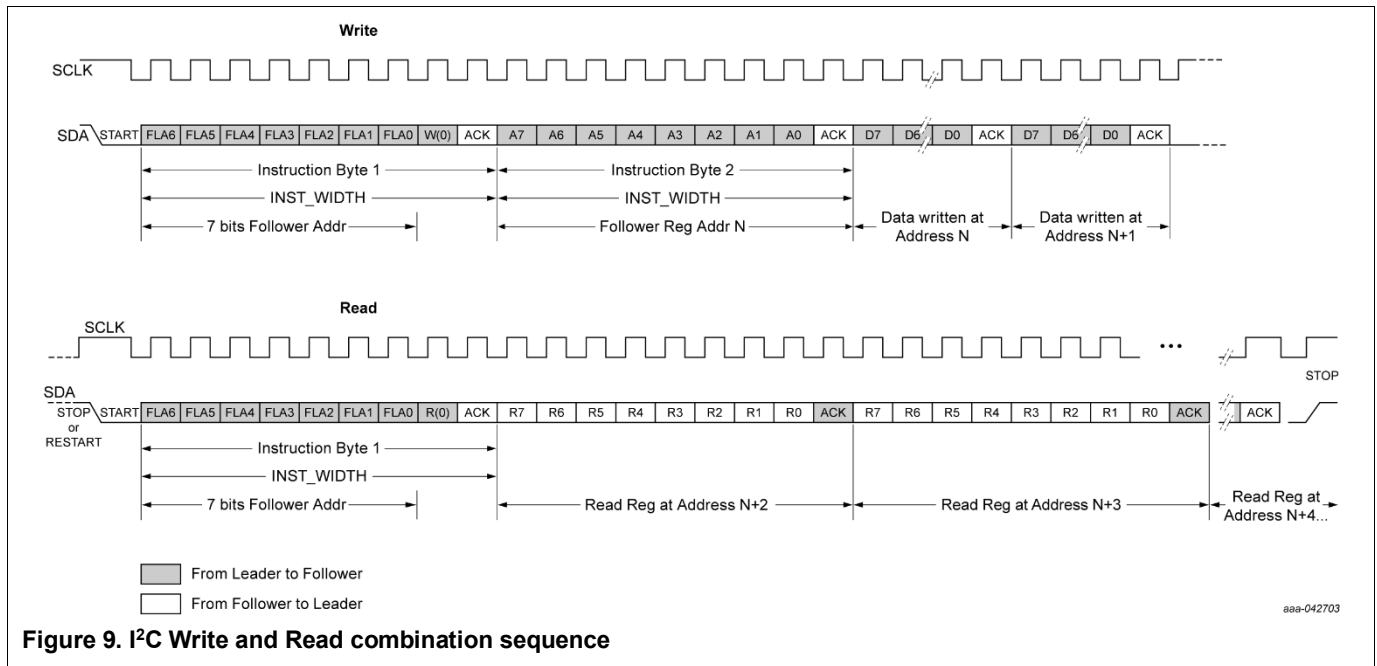 Write
SCLK
SDA START FLA6 FLA5 FLA4 FLA3 FLA2 FLA1 FLA0 W(0) ACK A7 A6 A5 A4 A3 A2 A1 A0 ACK D7 D6 D0 ACK D7 D6 D0 ACK
Instruction Byte 1 Instruction Byte 2
INST_WIDTH INST_WIDTH
7 bits Follower Addr Follower Reg Addr N Data written at Data written at
Address N Address N+1
Read
SCLK
...
STOP
SDA
STOP START FLA6 FLA5 FLA4 FLA3 FLA2 FLA1 FLA0 R(0) ACK R7 R6 R5 R4 R3 R2 R1 R0 ACK R7 R6 R5 R4 R3 R2 R1 R0 ACK ACK
or
RESTART
Instruction Byte 1
INST_WIDTH
7 bits Follower Addr Read Reg at Address N+2 Read Reg at Address N+3 Read Reg at
Address N+4...
From Leader to Follower
From Follower to Leader
aaa-042703
Figure 9. I²C Write and Read combination sequence